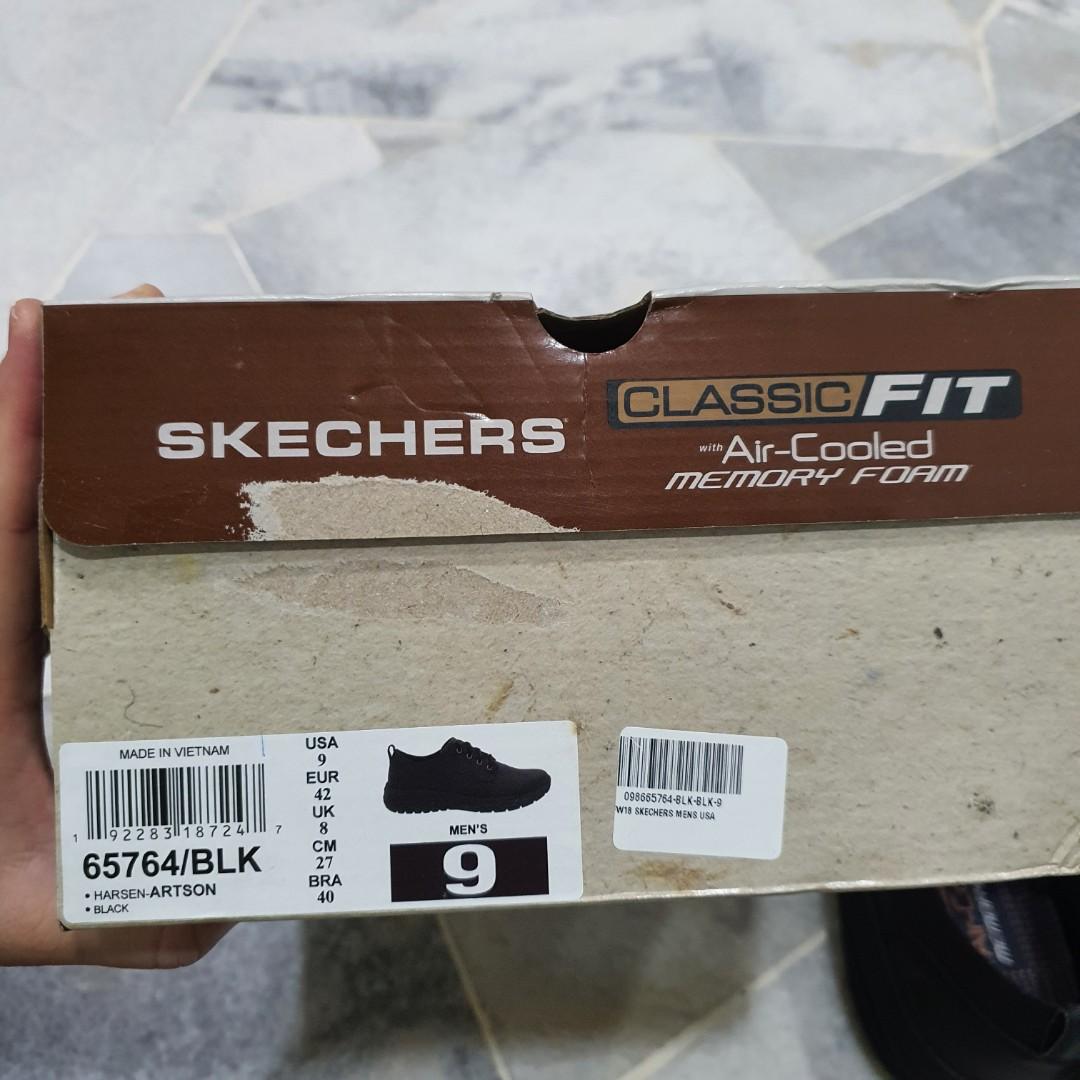 SKECHERS
CLASSIC FIT
with Air-Cooled
MEMORY FOAM
MADE IN VIETNAM
1 92283 18724 7
65764/BLK
• HARSEN-ARTSON
• BLACK
USA
9
EUR
42
UK
8
CM
27
BRA
40
MEN'S
9
098665764-BLK-BLK-9
W18 SKECHERS MENS USA